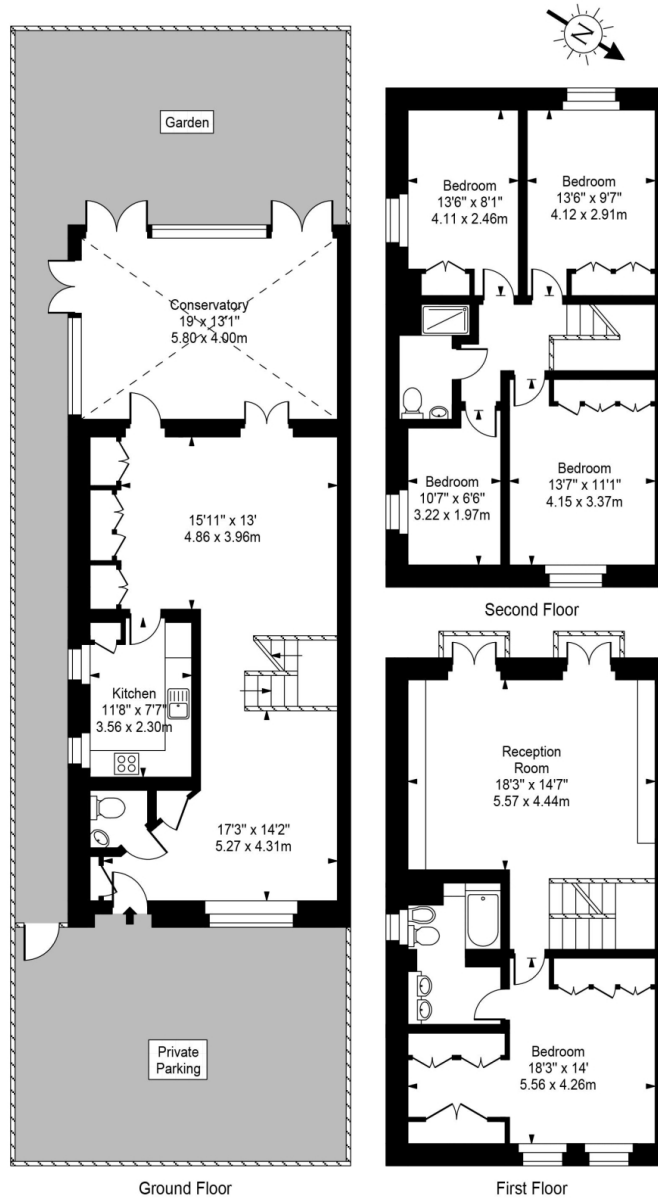 Garden
Conservatory
19' x 13'1"
5.80 x 4.00m
15'11" x 13'
4.86 x 3.96m
Kitchen
11'8" x 7'7"
3.56 x 2.30m
17'3" x 14'2"
5.27 x 4.31m
Private
Parking
Ground Floor
N
Bedroom
13'6" x 8'1"
4.11 x 2.46m
Bedroom
13'6" x 9'7"
4.12 x 2.91m
Bedroom
10'7" x 6'6"
3.22 x 1.97m
Bedroom
13'7" x 11'1"
4.15 x 3.37m
Second Floor
Reception
Room
18'3" x 14'7"
5.57 x 4.44m
Bedroom
18'3" x 14'
5.56 x 4.26m
First Floor